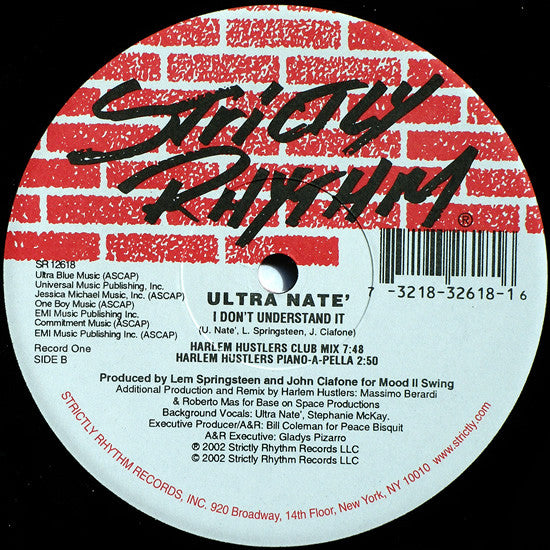 STRICTLY
RHYTHM
®
SR 12618
Ultra Blue Music (ASCAP)
Universal Music Publishing, Inc.
Jessica Michael Music, Inc. (ASCAP)
One Boy Music (ASCAP)
EMI Music Publishing, Inc.
Commitment Music (ASCAP)
EMI Music Publishing, Inc.
Record One
SIDE B
7 -3218-32618-1 6
ULTRA NATE'
I DON'T UNDERSTAND IT
(U. Nate', L. Springsteen, J. Ciafone)
HARLEM HUSTLERS CLUB MIX 7:48
HARLEM HUSTLERS PIANO-A-PELLA 2:50
Produced by Lem Springsteen and John Ciafone for Mood II Swing
Additional Production and Remix by Harlem Hustlers: Massimo Berardi
& Roberto Mas for Base on Space Productions
Background Vocals: Ultra Nate', Stephanie McKay.
Executive Producer/A&R: Bill Coleman for Peace Bisquit
A&R Executive: Gladys Pizarro
℗ 2002 Strictly Rhythm Records LLC
© 2002 Strictly Rhythm Records LLC
STRICTLY RHYTHM RECORDS, INC. 920 Broadway, 14th Floor, New York, NY 10010 www.strictly.com